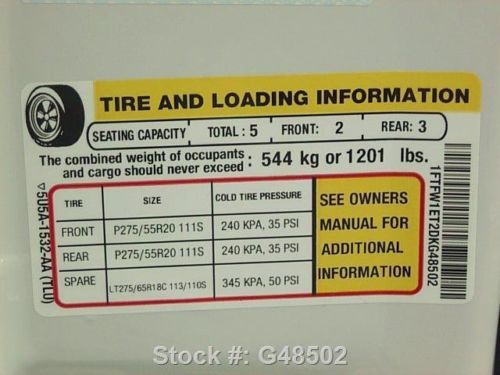 TIRE AND LOADING INFORMATION
SEATING CAPACITY TOTAL : 5 FRONT: 2 REAR: 3
The combined weight of occupants
and cargo should never exceed : 544 kg or 1201 lbs.
TIRE SIZE COLD TIRE PRESSURE
FRONT P275/55R20 111S 240 KPA, 35 PSI
REAR P275/55R20 111S 240 KPA, 35 PSI
SPARE LT275/65R18C 113/110S 345 KPA, 50 PSI
SEE OWNERS
MANUAL FOR
ADDITIONAL
INFORMATION
▽5U5A-1532-AA (TL0)
1FTFW1ET2DKG48502
Stock #: G48502